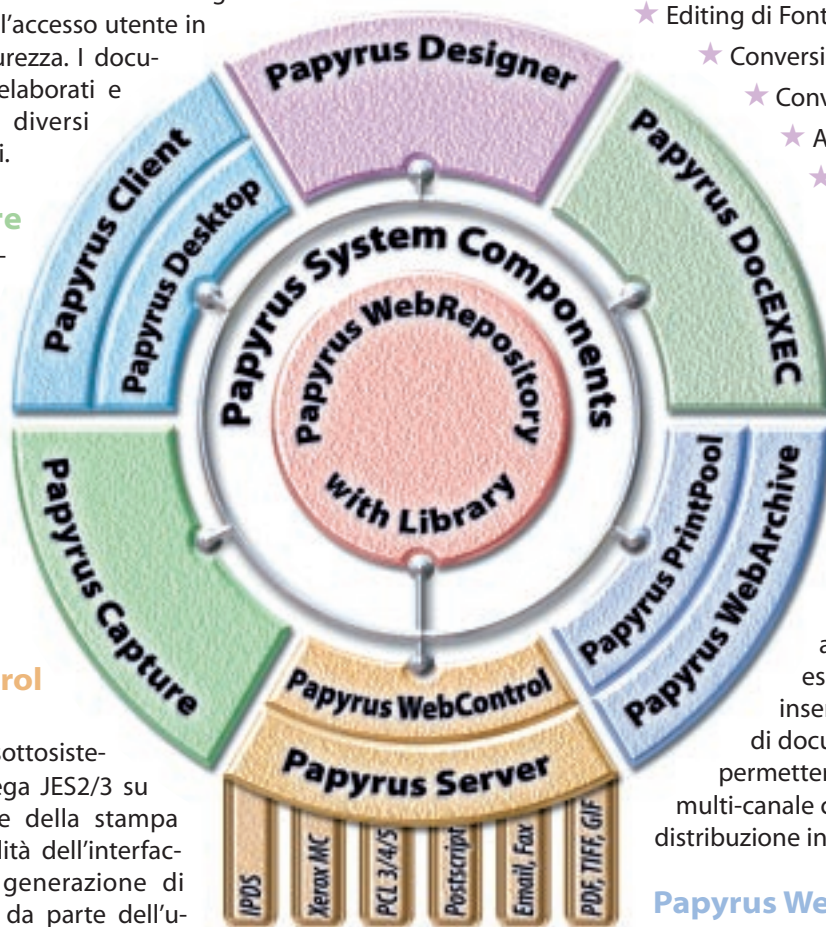 l'accesso utente in
urezza. I docu-
elaborati e
diversi
i.
re
rol
sottosiste-
ega JES2/3 su
e della stampa
lità dell'interfac-
generazione di
da parte dell'u-
★ Editing di Font
★ Conversi
★ Conv
★ A
★
Papyrus Designer
Papyrus DocEXEC
Papyrus Client
Papyrus Desktop
Papyrus System Components
Papyrus WebRepository
with Library
Papyrus Capture
Papyrus PrintPool
Papyrus WebArchive
Papyrus WebControl
Papyrus Server
IPDS
Xerox MC
PCL 3/4/5
Postscript
Email, Fax
PDF, TIFF, GIF
a
es
inser
di docu
permetter
multi-canale
distribuzione in
Papyrus We